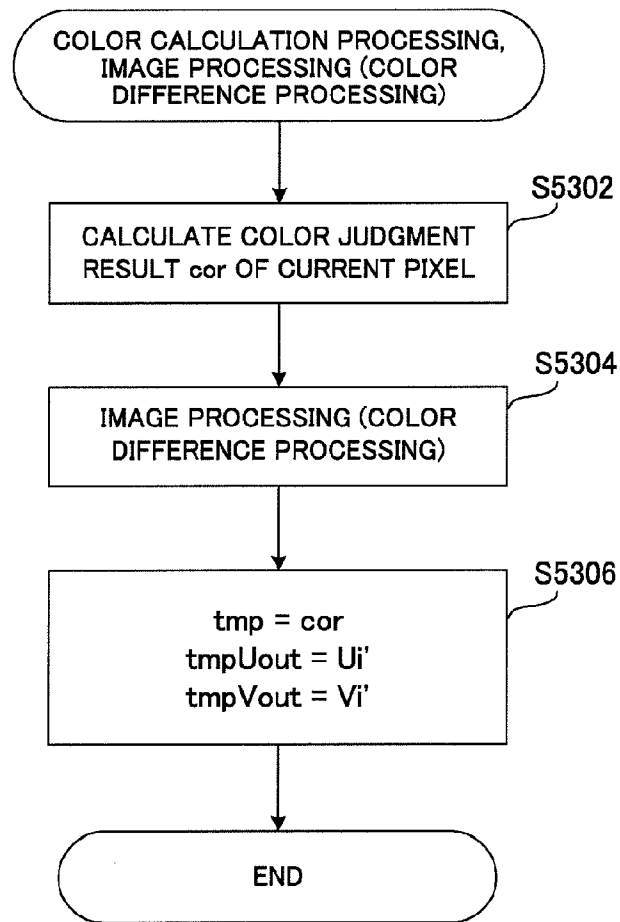 COLOR CALCULATION PROCESSING,
IMAGE PROCESSING (COLOR
DIFFERENCE PROCESSING)
S5302
CALCULATE COLOR JUDGMENT
RESULT cor OF CURRENT PIXEL
S5304
IMAGE PROCESSING (COLOR
DIFFERENCE PROCESSING)
S5306
tmp = cor
tmpUout = Ui'
tmpVout = Vi'
END